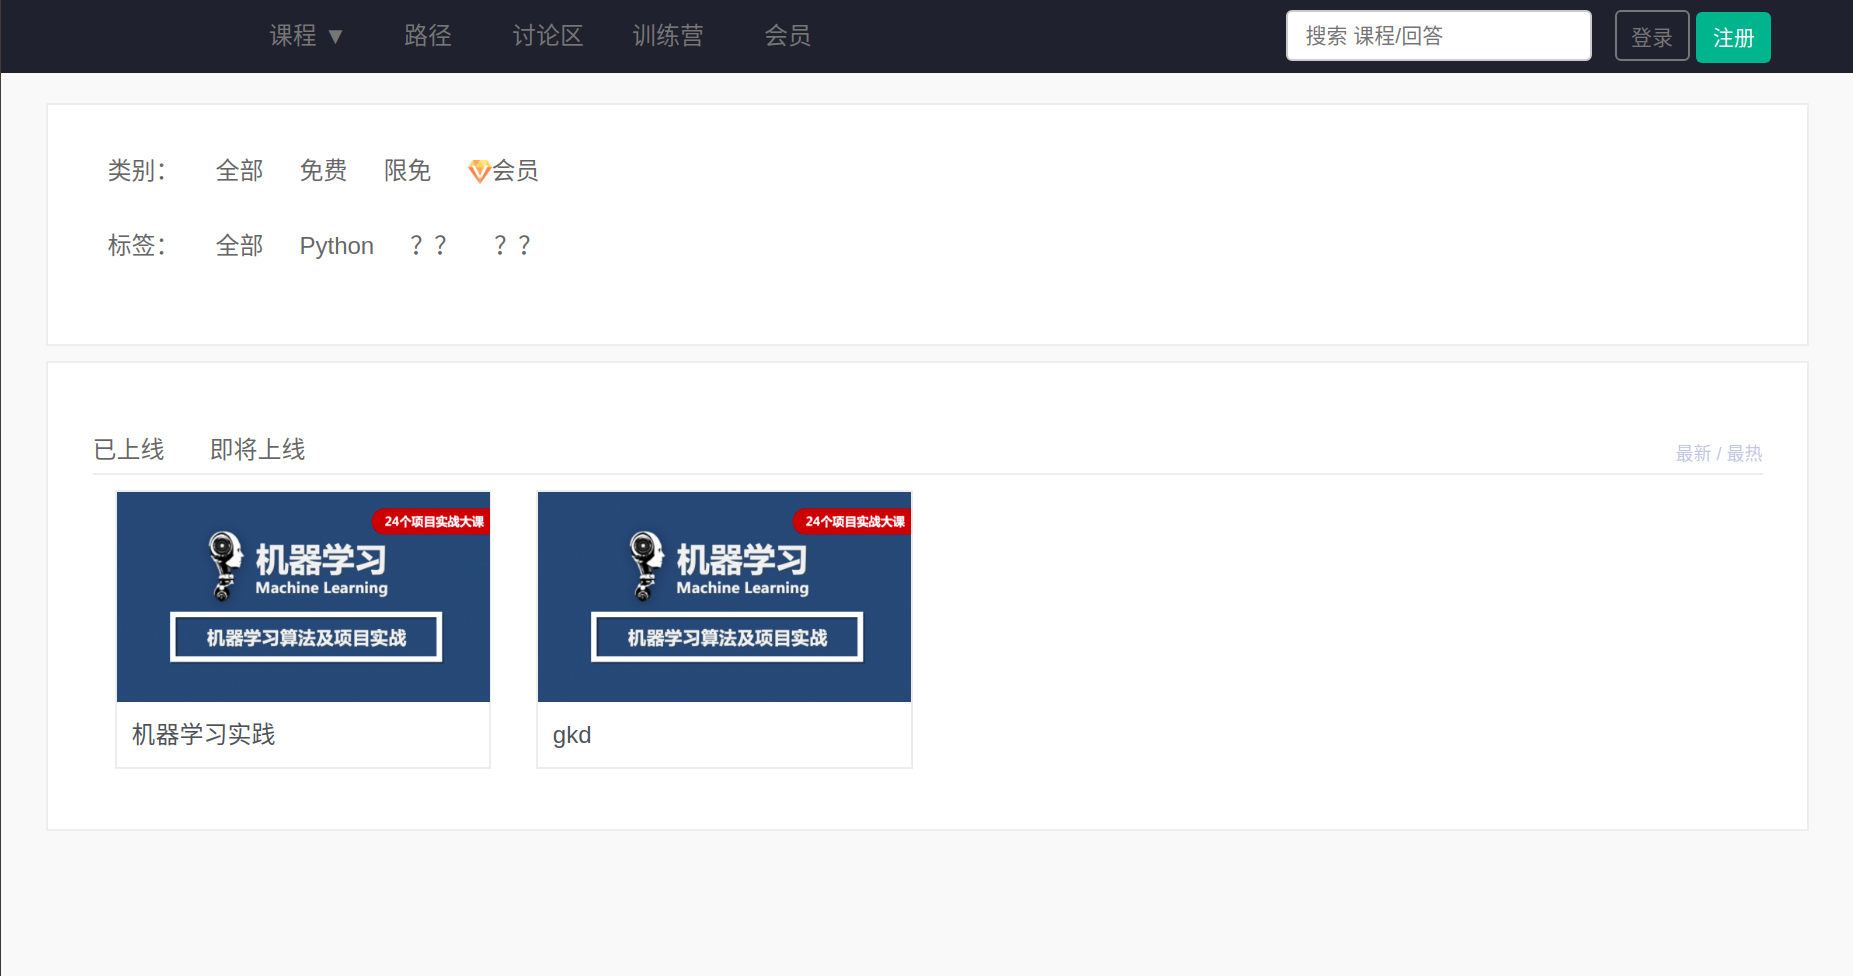 课程 ▼ 路径 讨论区 训练营 会员 搜索 课程/回答 登录 注册
类别： 全部 免费 限免 会员
标签： 全部 Python ？？ ？？
已上线 即将上线 最新 / 最热
24个项目实战大课
机器学习
Machine Learning
机器学习算法及项目实战
机器学习实践
24个项目实战大课
机器学习
Machine Learning
机器学习算法及项目实战
gkd